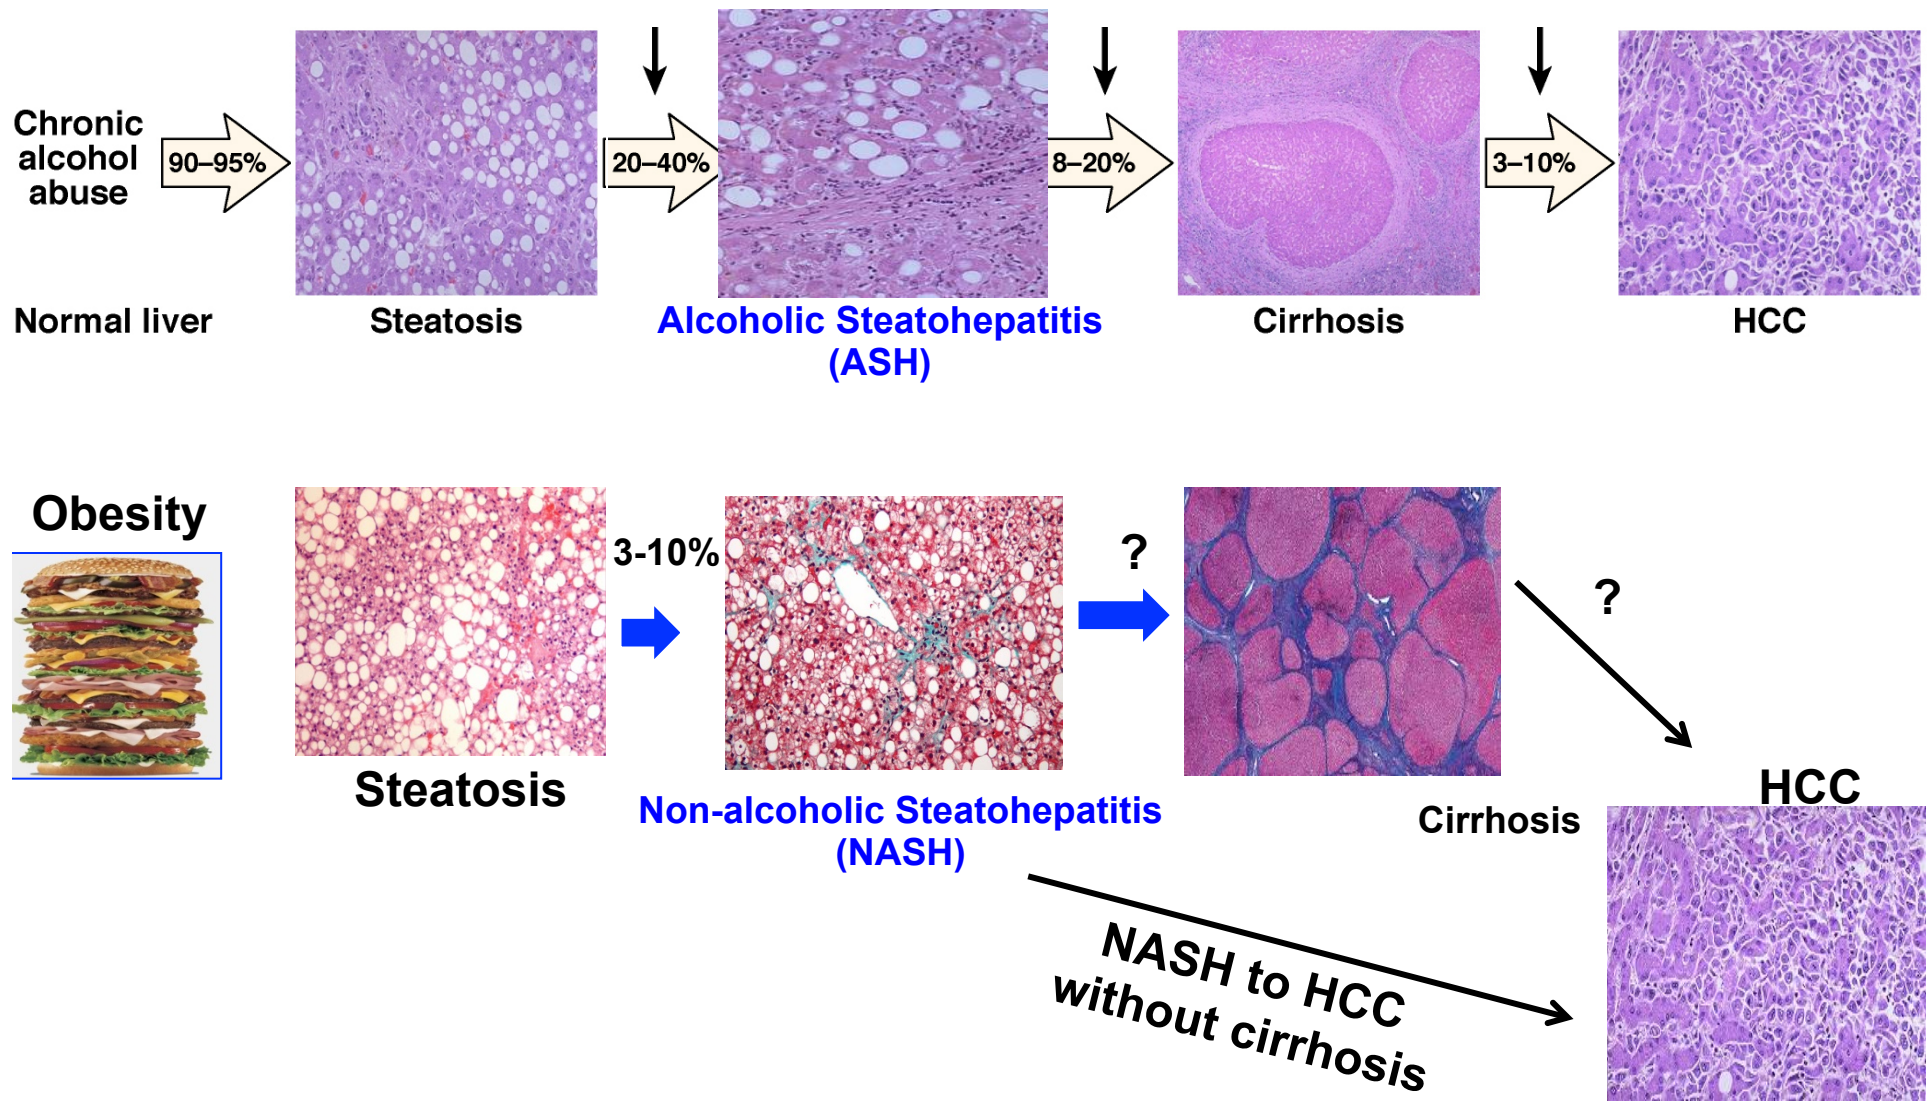 Chronic
alcohol
abuse
90–95%
20–40%
8–20%
3–10%
Normal liver
Steatosis
Alcoholic Steatohepatitis
(ASH)
Cirrhosis
HCC
Obesity
3-10%
?
?
Steatosis
Non-alcoholic Steatohepatitis
(NASH)
Cirrhosis
HCC
NASH to HCC
without cirrhosis